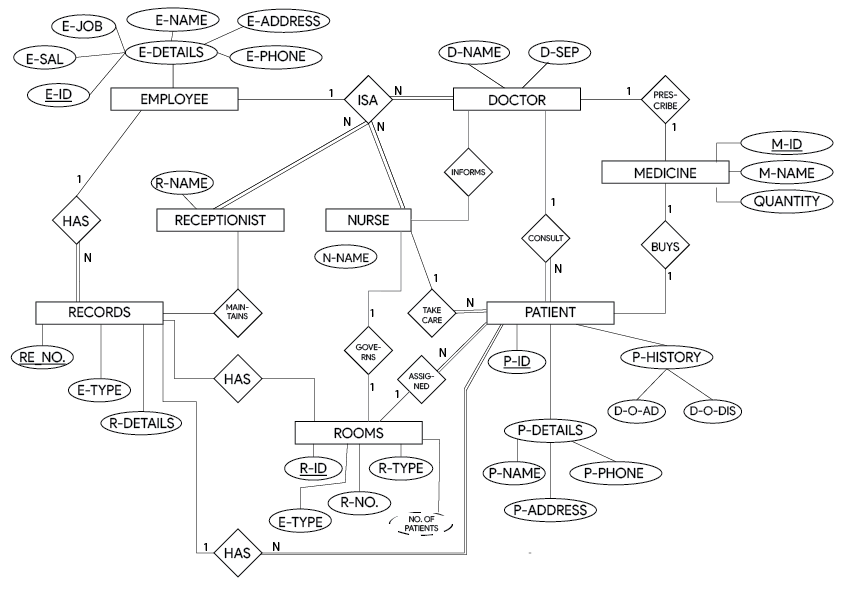 E-NAME
E-ADDRESS
E-JOB
E-DETAILS
E-SAL
E-PHONE
E-ID
EMPLOYEE
1
ISA
N
N
N
D-NAME
D-SEP
DOCTOR
1
PRES-
CRIBE
1
M-ID
MEDICINE
M-NAME
QUANTITY
INFORMS
R-NAME
1
HAS
N
RECEPTIONIST
NURSE
N-NAME
1
CONSULT
N
1
BUYS
1
RECORDS
MAIN-
TAINS
1
TAKE
CARE
N
PATIENT
1
GOVE-
RNS
1
N
ASSIG-
NED
1
RE_NO.
E-TYPE
R-DETAILS
HAS
P-ID
P-HISTORY
D-O-AD
D-O-DIS
P-DETAILS
P-NAME
P-PHONE
P-ADDRESS
ROOMS
R-ID
R-TYPE
R-NO.
E-TYPE
NO. OF
PATIENTS
1
HAS
N